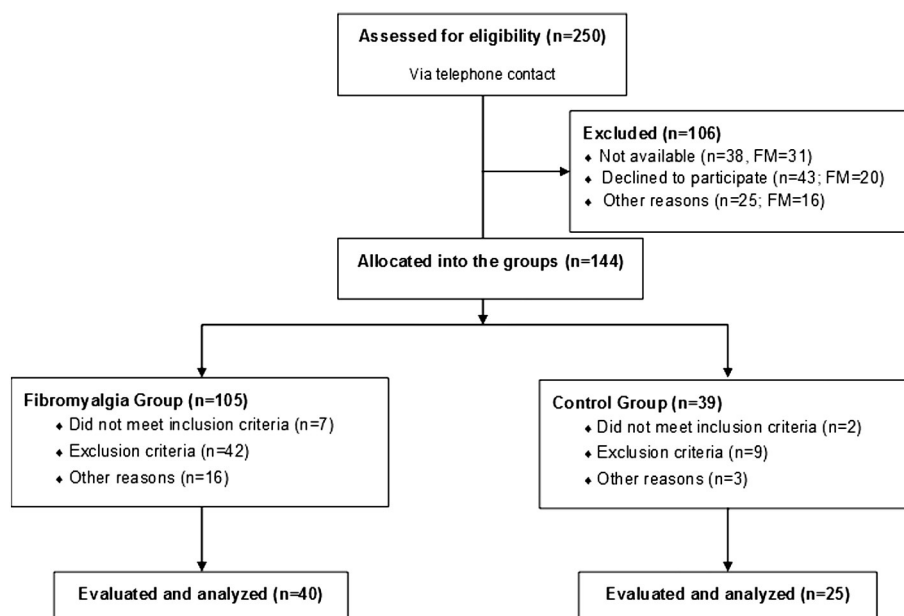 Assessed for eligibility (n=250)
Via telephone contact
Excluded (n=106)
♦ Not available (n=38, FM=31)
♦ Declined to participate (n=43; FM=20)
♦ Other reasons (n=25; FM=16)
Allocated into the groups (n=144)
Fibromyalgia Group (n=105)
♦ Did not meet inclusion criteria (n=7)
♦ Exclusion criteria (n=42)
♦ Other reasons (n=16)
Control Group (n=39)
♦ Did not meet inclusion criteria (n=2)
♦ Exclusion criteria (n=9)
♦ Other reasons (n=3)
Evaluated and analyzed (n=40)
Evaluated and analyzed (n=25)